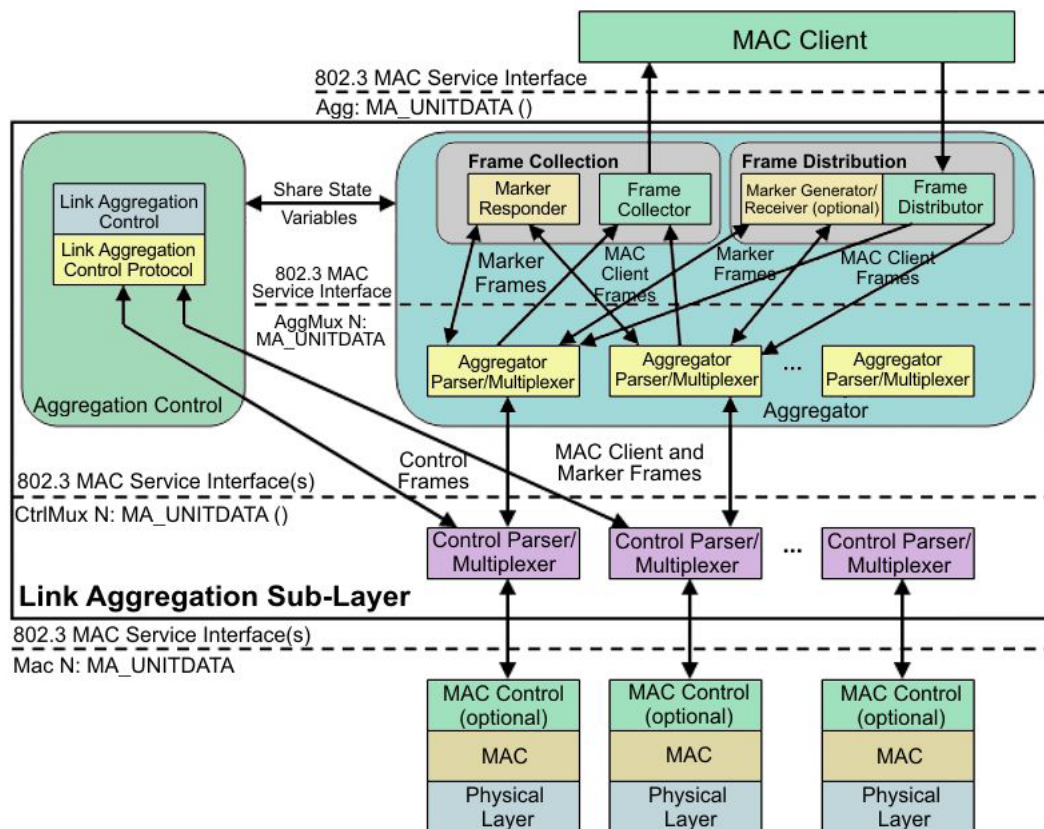 MAC Client
802.3 MAC Service Interface
Agg: MA_UNITDATA ()
Frame Collection
Frame Distribution
Marker
Responder
Frame
Collector
Marker Generator/
Receiver (optional)
Frame
Distributor
Link Aggregation
Control
Link Aggregation
Control Protocol
Share State
Variables
Marker
Frames
MAC
Client
Frames
Marker
Frames
MAC Client
Frames
802.3 MAC
Service Interface
AggMux N:
MA_UNITDATA
Aggregator
Parser/Multiplexer
Aggregator
Parser/Multiplexer
...
Aggregator
Parser/Multiplexer
Aggregation Control
Aggregator
Control
Frames
MAC Client and
Marker Frames
802.3 MAC Service Interface(s)
CtrlMux N: MA_UNITDATA ()
Control Parser/
Multiplexer
Control Parser/
Multiplexer
...
Control Parser/
Multiplexer
Link Aggregation Sub-Layer
802.3 MAC Service Interface(s)
Mac N: MA_UNITDATA
MAC Control
(optional)
MAC
Physical
Layer
MAC Control
(optional)
MAC
Physical
Layer
MAC Control
(optional)
MAC
Physical
Layer